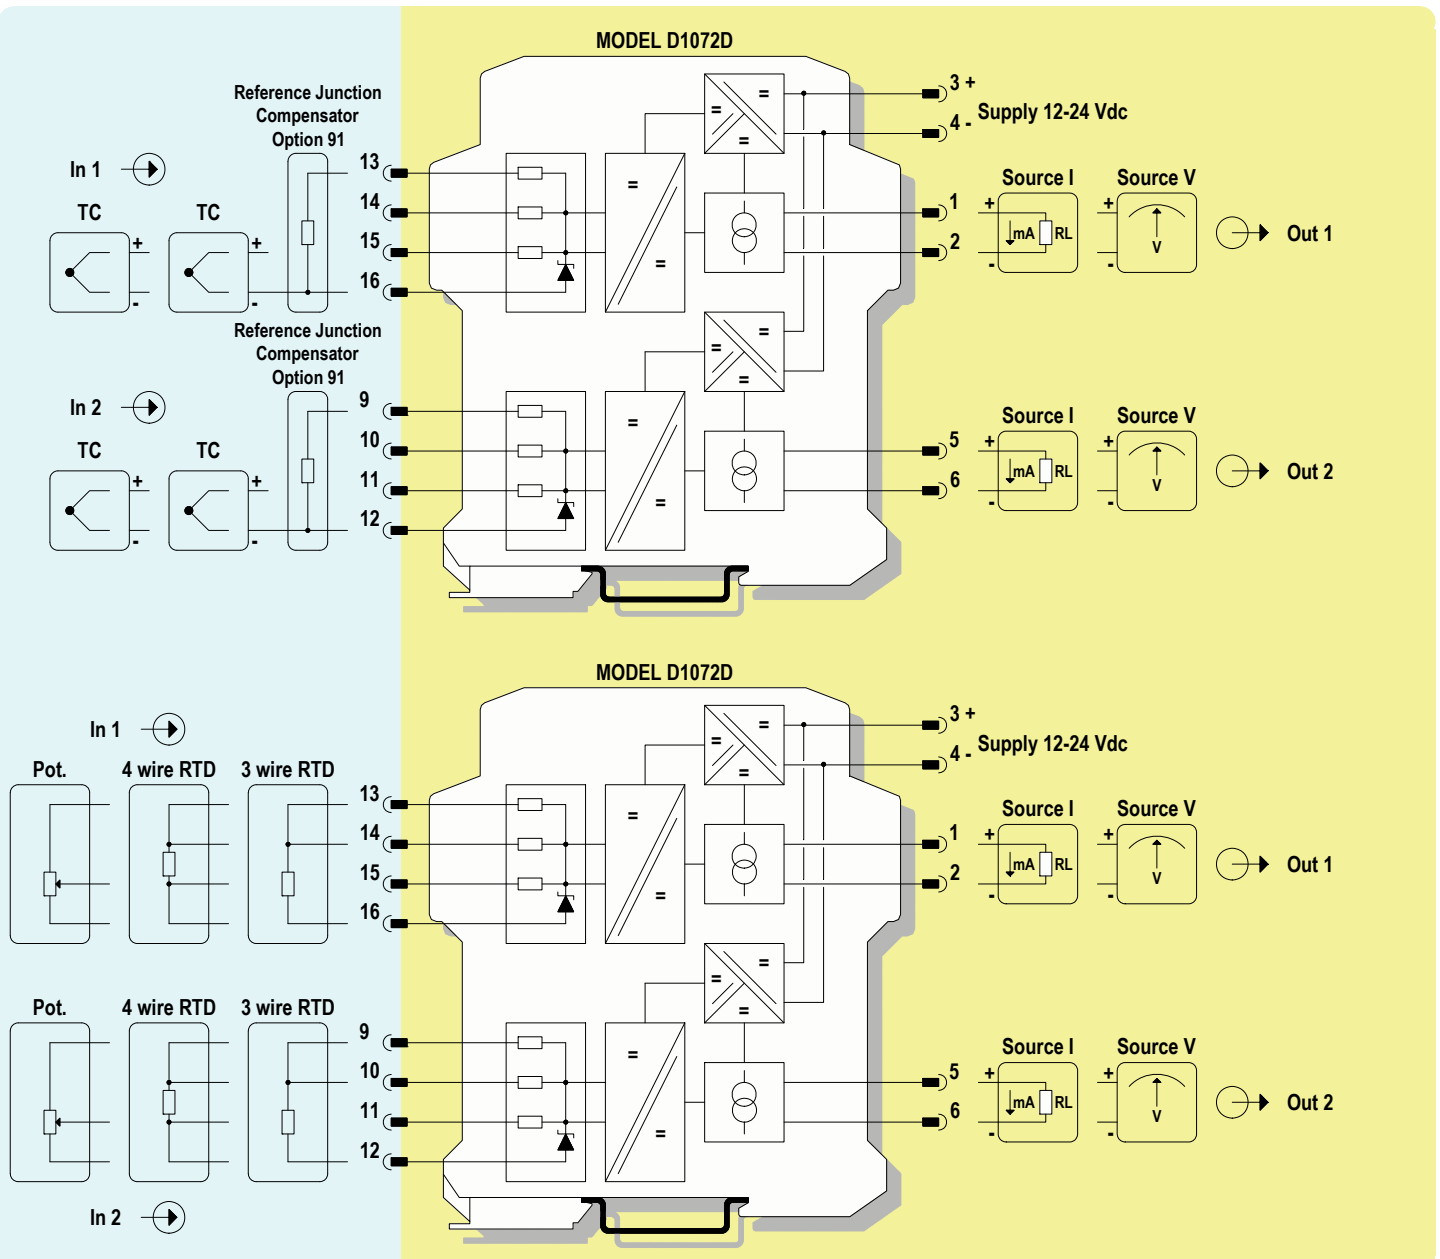 MODEL D1072D
Reference Junction
Compensator
Option 91
In 1
TC
TC
+
-
+
-
13
14
15
16
=
=
=
=
=
3 +
4 -
Supply 12-24 Vdc
1
2
Source I
+
-
mA
RL
Source V
+
-
V
Out 1
Reference Junction
Compensator
Option 91
In 2
TC
TC
+
-
+
-
9
10
11
12
=
=
=
=
=
5
6
Source I
+
-
mA
RL
Source V
+
-
V
Out 2
MODEL D1072D
In 1
Pot.
4 wire RTD
3 wire RTD
13
14
15
16
=
=
=
=
=
3 +
4 -
Supply 12-24 Vdc
1
2
Source I
+
-
mA
RL
Source V
+
-
V
Out 1
Pot.
4 wire RTD
3 wire RTD
9
10
11
12
=
=
=
=
=
5
6
Source I
+
-
mA
RL
Source V
+
-
V
Out 2
In 2